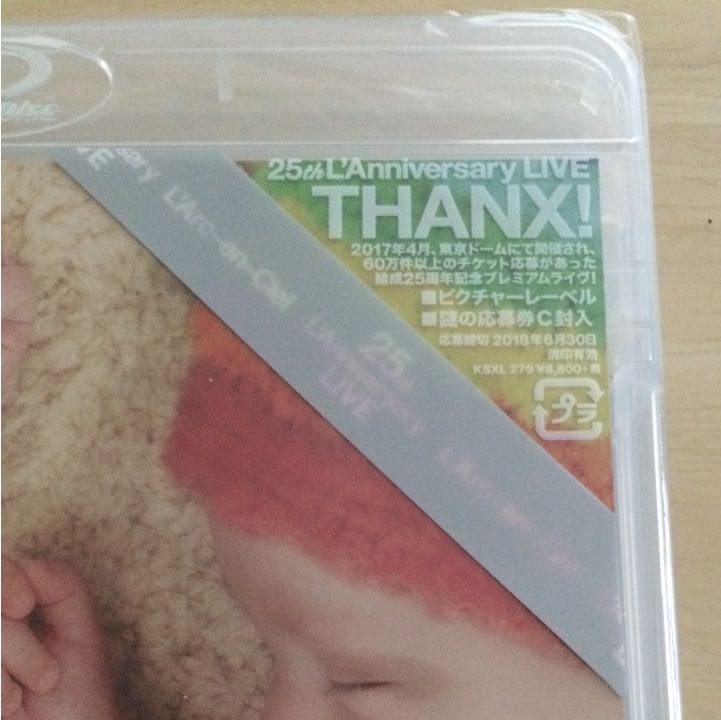 DISC
25th L'Anniversary LIVE
THANX!
2017年4月、東京ドームにて開催され、
60万件以上のチケット応募があった
結成25周年記念プレミアムライヴ!
■ピクチャーレーベル
■謎の応募券C封入
応募締切 2018年6月30日
消印有効
KSXL 279 ¥8,800+税
プラ
LIVE
L'Arc~en~Ciel
25th
L'Anniversary
LIVE